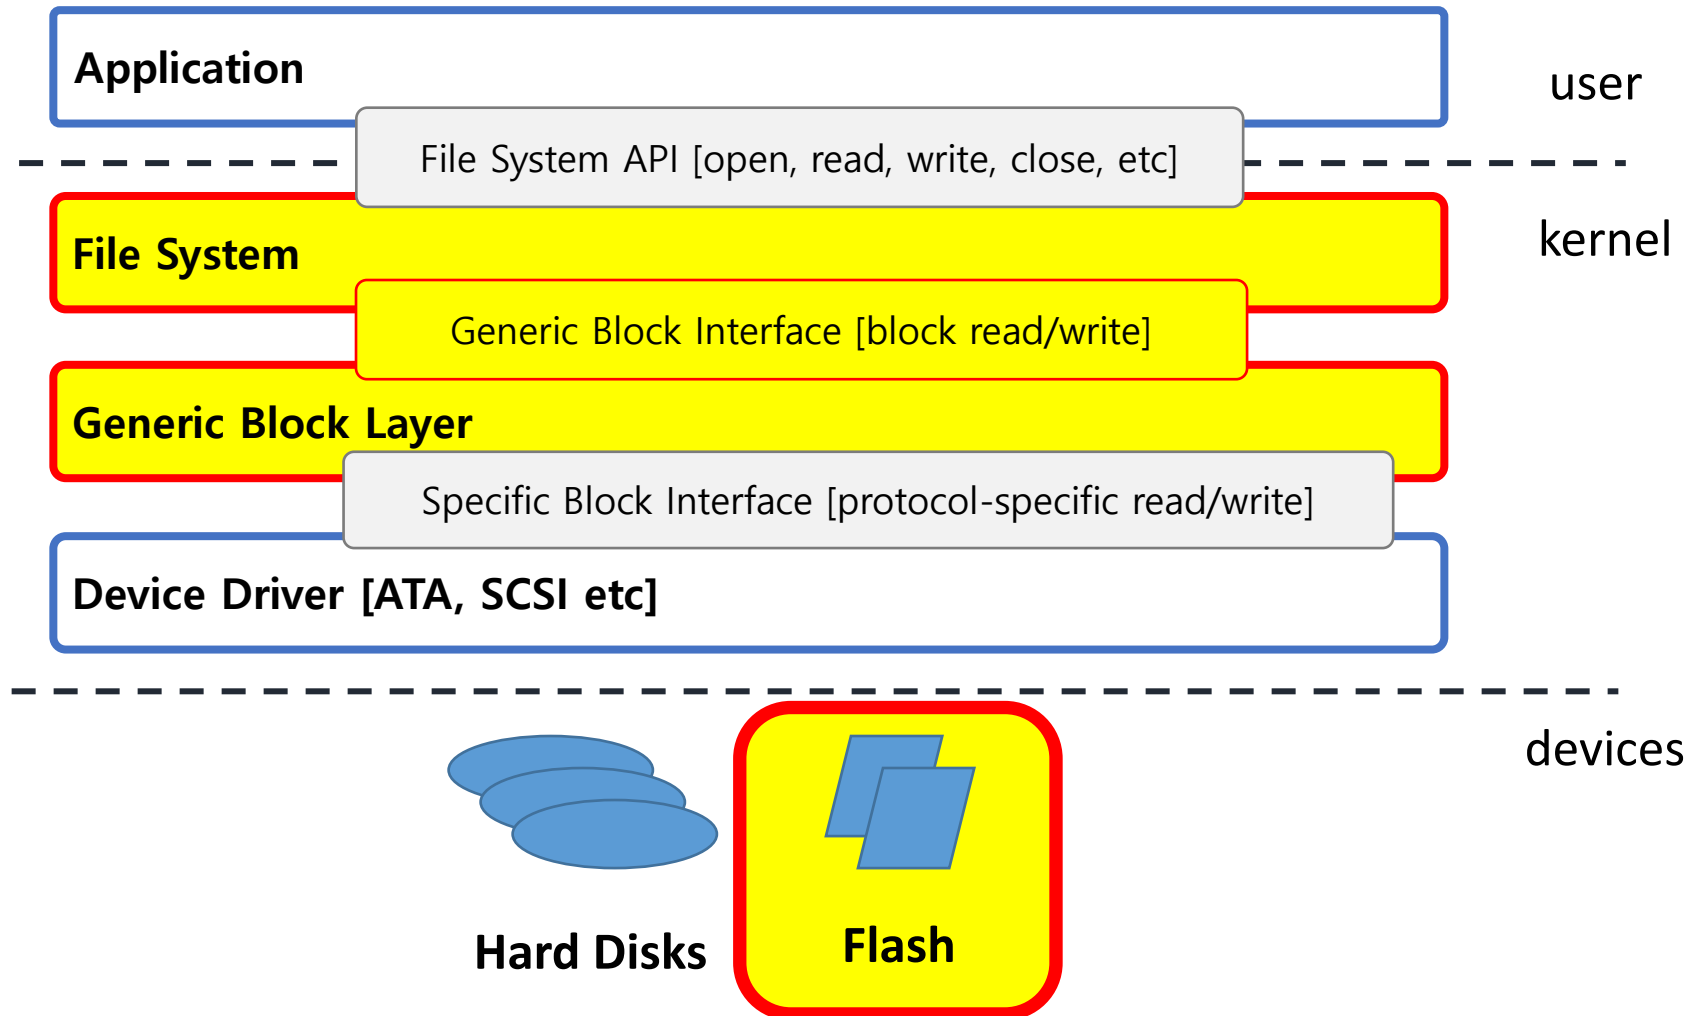 Application
user
File System API [open, read, write, close, etc]
File System
kernel
Generic Block Interface [block read/write]
Generic Block Layer
Specific Block Interface [protocol-specific read/write]
Device Driver [ATA, SCSI etc]
devices
Hard Disks
Flash